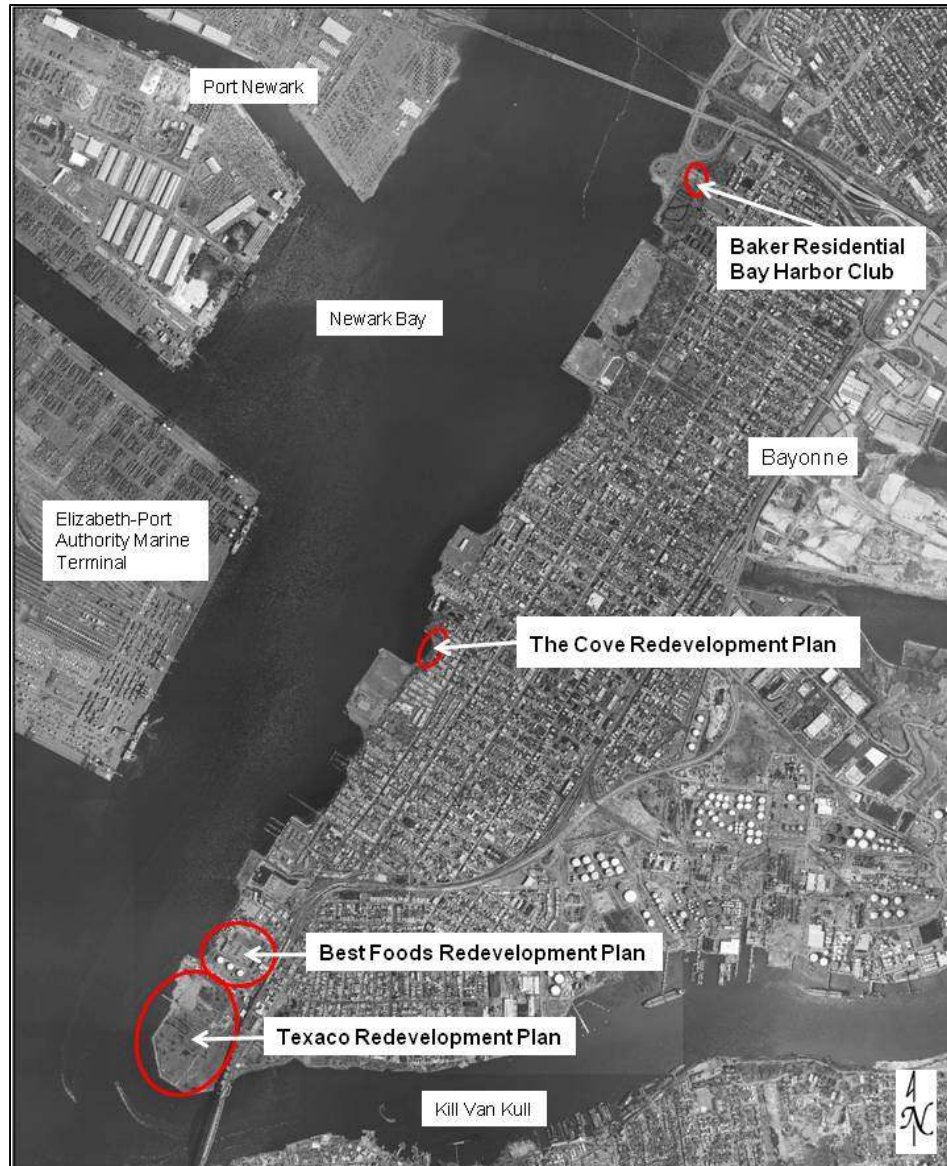 Port Newark
Baker Residential
Bay Harbor Club
Newark Bay
Bayonne
Elizabeth-Port
Authority Marine
Terminal
The Cove Redevelopment Plan
Best Foods Redevelopment Plan
Texaco Redevelopment Plan
Kill Van Kull
N